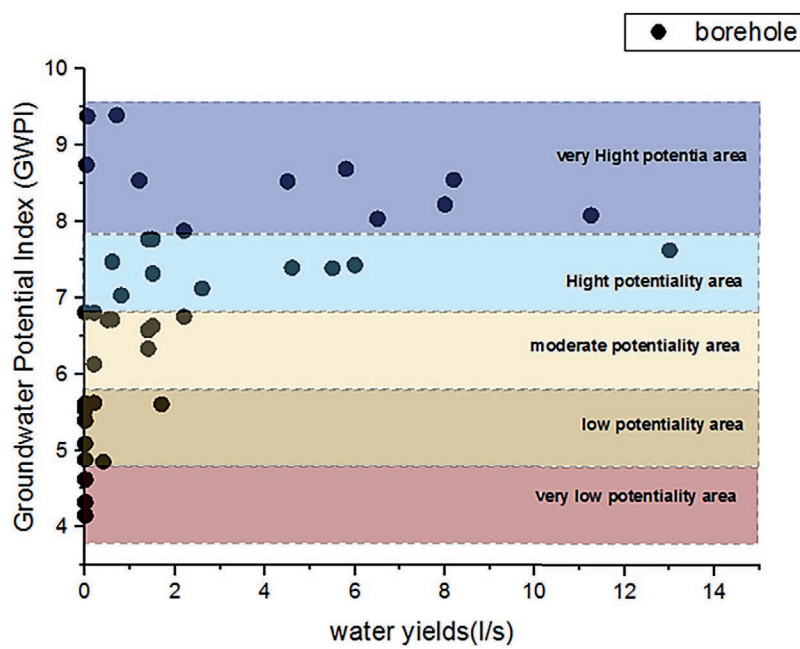 borehole
10
9
8
7
6
5
4
Groundwater Potential Index (GWPI)
very Hight potentia area
Hight potentiality area
moderate potentiality area
low potentiality area
very low potentiality area
0 2 4 6 8 10 12 14
water yields(l/s)